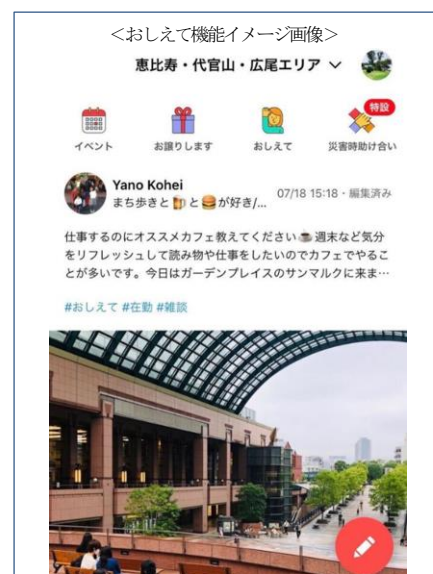 ＜おしえて機能イメージ画像＞
恵比寿・代官山・広尾エリア
特設
イベント
お譲りします
おしえて
災害時助け合い
Yano Kohei
07/18 15:18・編集済み
まち歩きと🍺と🍔が好き/...
仕事するのにオススメカフェ教えてください☕週末など気分
をリフレッシュして読み物や仕事をしたいのでカフェでやるこ
とが多いです。今日はガーデンプレイスのサンマルクに来ま…
#おしえて #在勤 #雑談